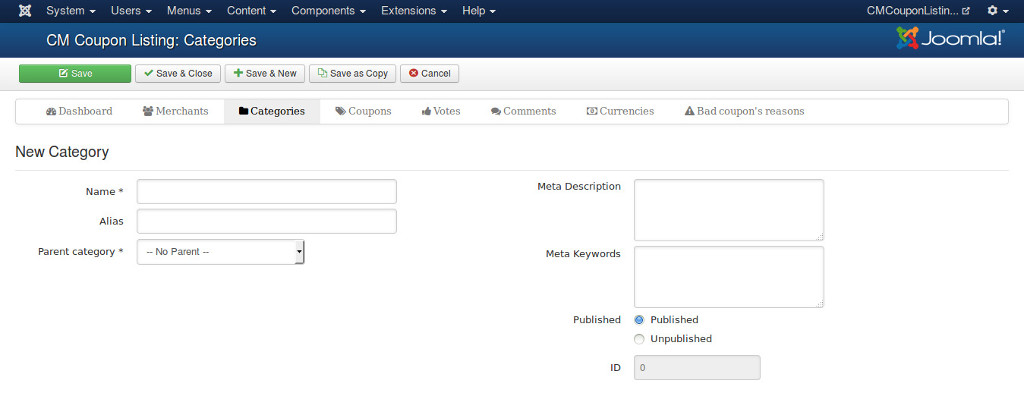 System Users Menus Content Components Extensions Help CMCouponListin...
CM Coupon Listing: Categories Joomla!®
Save Save & Close Save & New Save as Copy Cancel
Dashboard Merchants Categories Coupons Votes Comments Currencies Bad coupon's reasons
New Category
Name *
Alias
Parent category * -- No Parent --
Meta Description
Meta Keywords
Published Published
Unpublished
ID 0